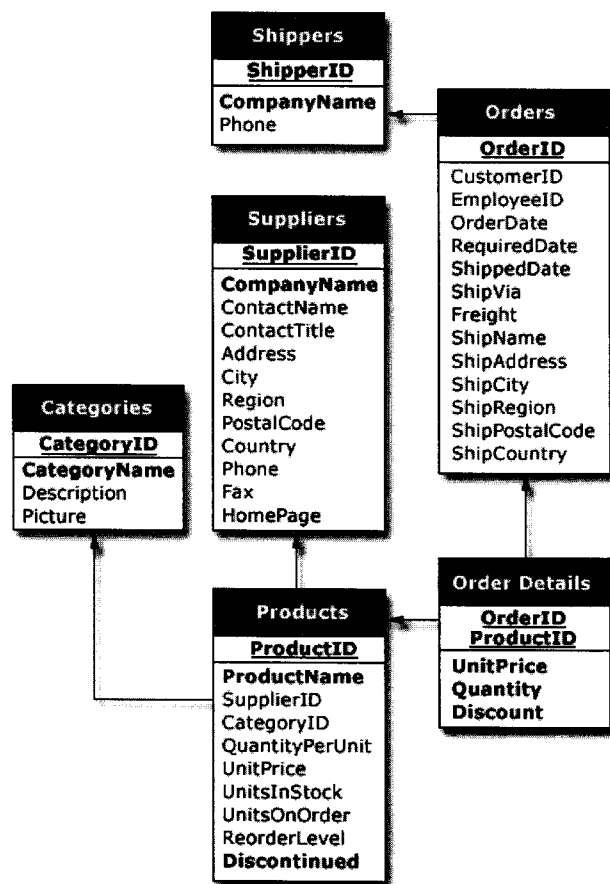 Shippers
ShipperID
CompanyName
Phone
Orders
OrderID
CustomerID
EmployeeID
OrderDate
RequiredDate
ShippedDate
ShipVia
Freight
ShipName
ShipAddress
ShipCity
ShipRegion
ShipPostalCode
ShipCountry
Suppliers
SupplierID
CompanyName
ContactName
ContactTitle
Address
City
Region
PostalCode
Country
Phone
Fax
HomePage
Categories
CategoryID
CategoryName
Description
Picture
Products
ProductID
ProductName
SupplierID
CategoryID
QuantityPerUnit
UnitPrice
UnitsInStock
UnitsOnOrder
ReorderLevel
Discontinued
Order Details
OrderID
ProductID
UnitPrice
Quantity
Discount